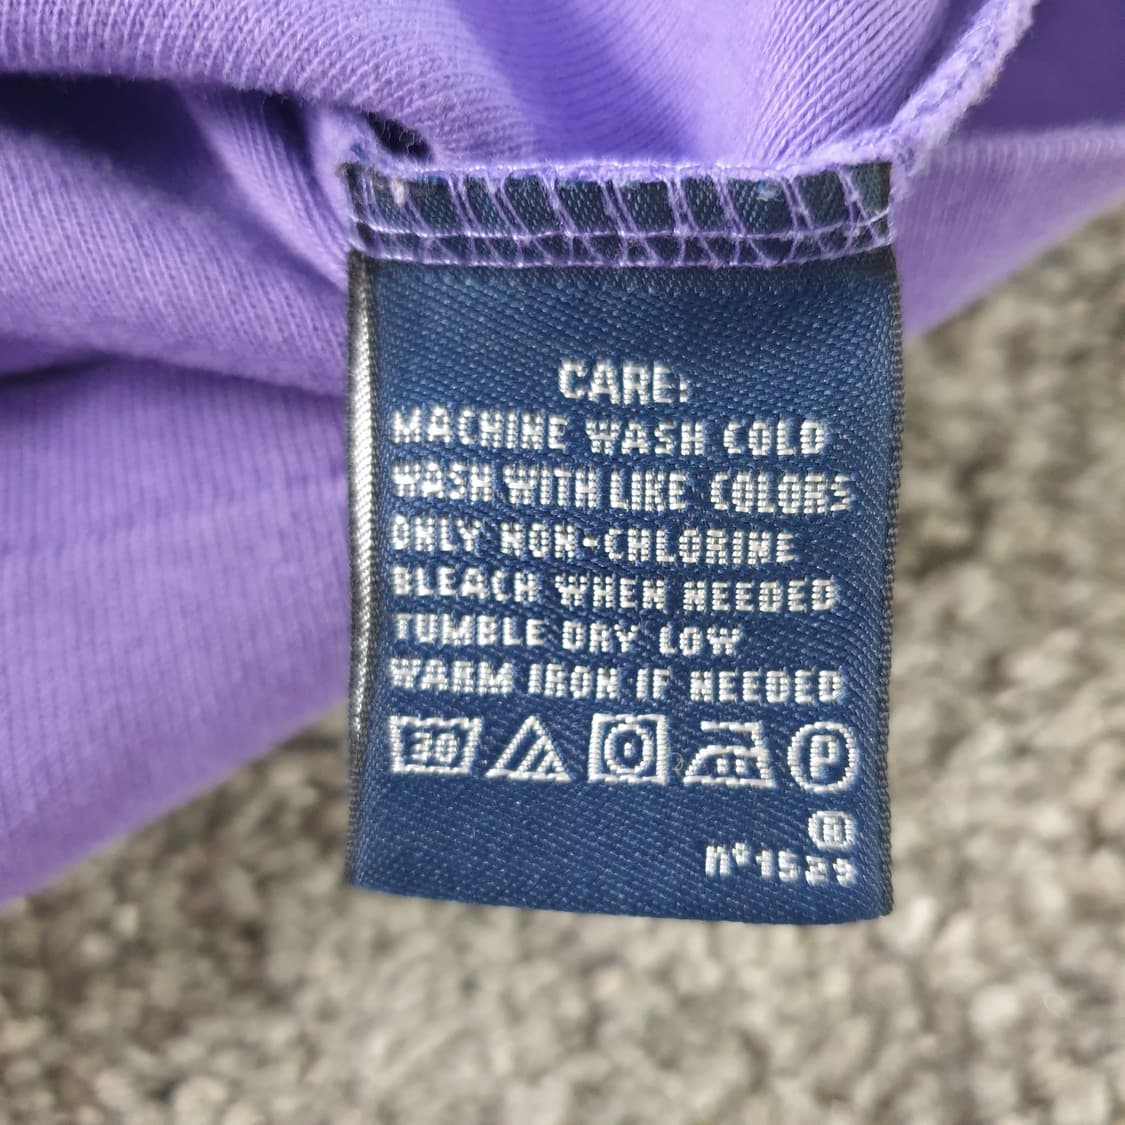 CARE:
MACHINE WASH COLD
WASH WITH LIKE COLORS
ONLY NON-CHLORINE
BLEACH WHEN NEEDED
TUMBLE DRY LOW
WARM IRON IF NEEDED
30 P
®
n°1529